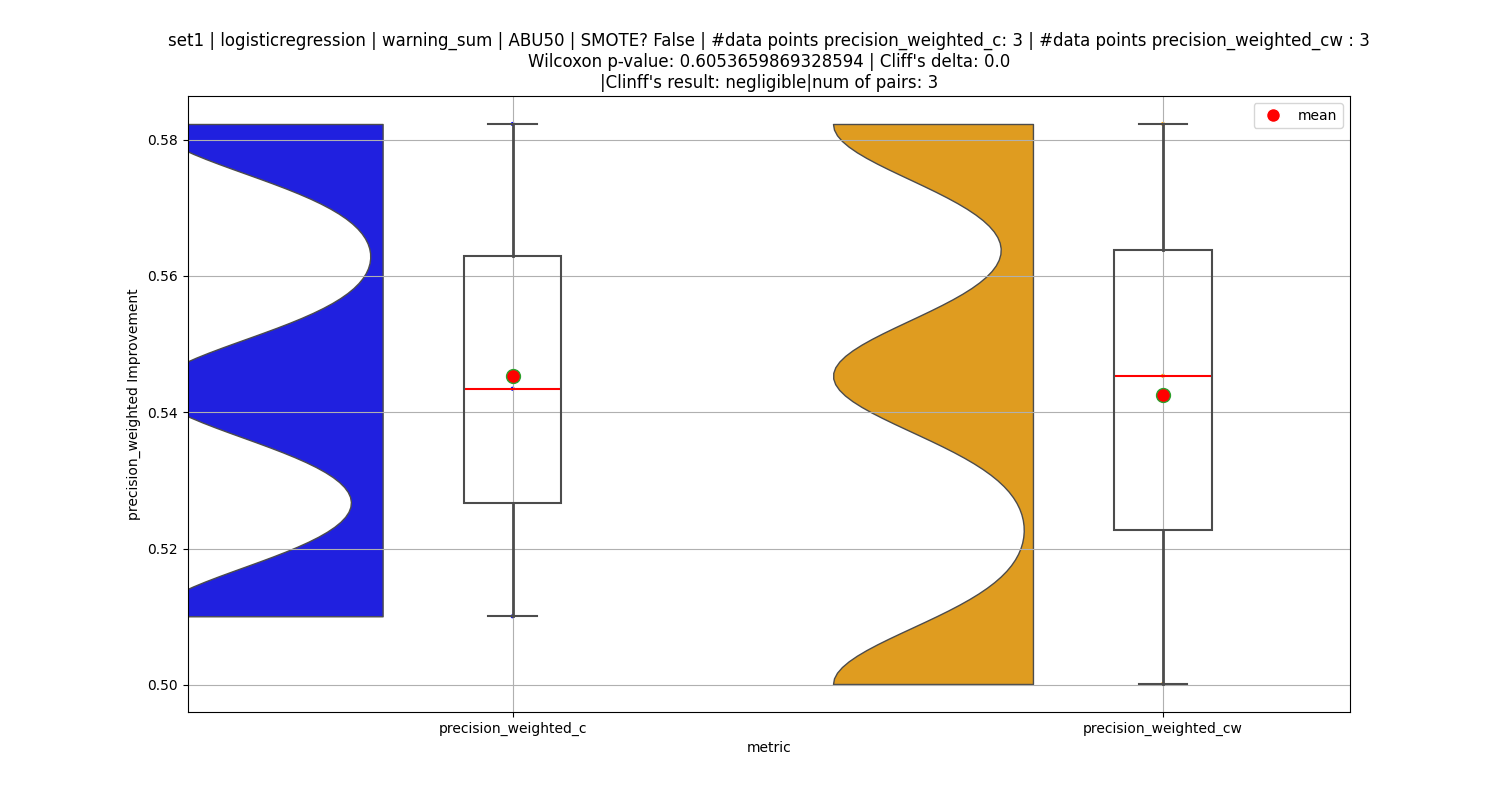 set1 | logisticregression | warning_sum | ABU50 | SMOTE? False | #data points precision_weighted_c: 3 | #data points precision_weighted_cw : 3
Wilcoxon p-value: 0.6053659869328594 | Cliff's delta: 0.0
|Clinff's result: negligible|num of pairs: 3
mean
0.58
0.56
0.54
0.52
0.50
precision_weighted Improvement
precision_weighted_c
precision_weighted_cw
metric